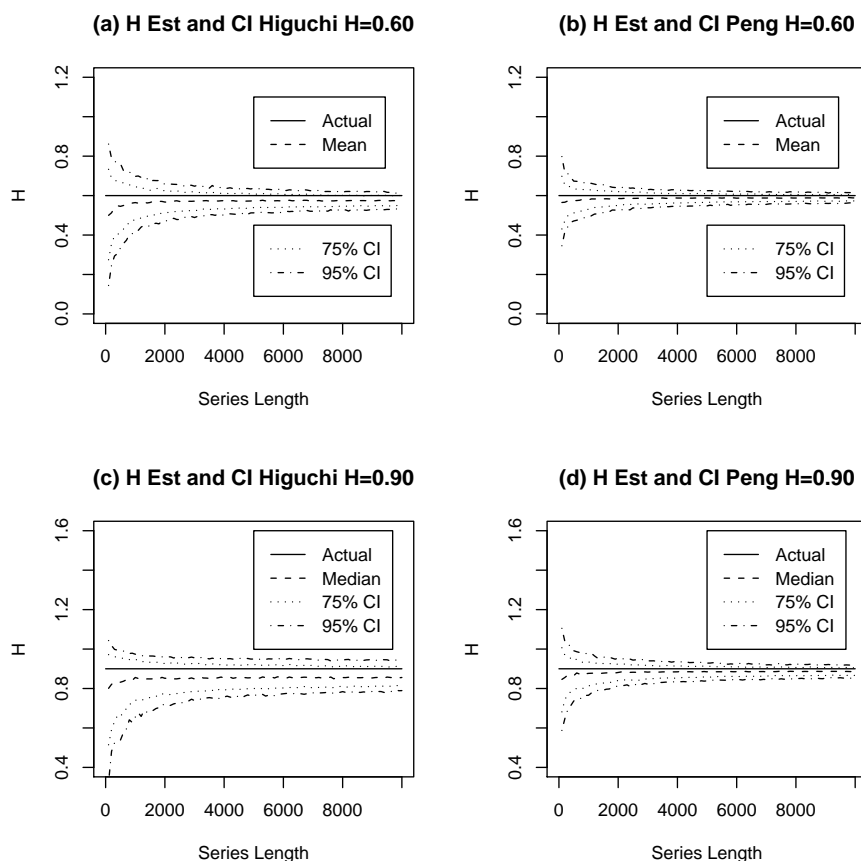 (a) H Est and CI Higuchi H=0.60
H
0.0
0.4
0.8
1.2
Actual
Mean
75% CI
95% CI
0
2000
4000
6000
8000
Series Length
(b) H Est and CI Peng H=0.60
H
0.0
0.4
0.8
1.2
Actual
Mean
75% CI
95% CI
0
2000
4000
6000
8000
Series Length
(c) H Est and CI Higuchi H=0.90
H
0.4
0.8
1.2
1.6
Actual
Median
75% CI
95% CI
0
2000
4000
6000
8000
Series Length
(d) H Est and CI Peng H=0.90
H
0.4
0.8
1.2
1.6
Actual
Median
75% CI
95% CI
0
2000
4000
6000
8000
Series Length